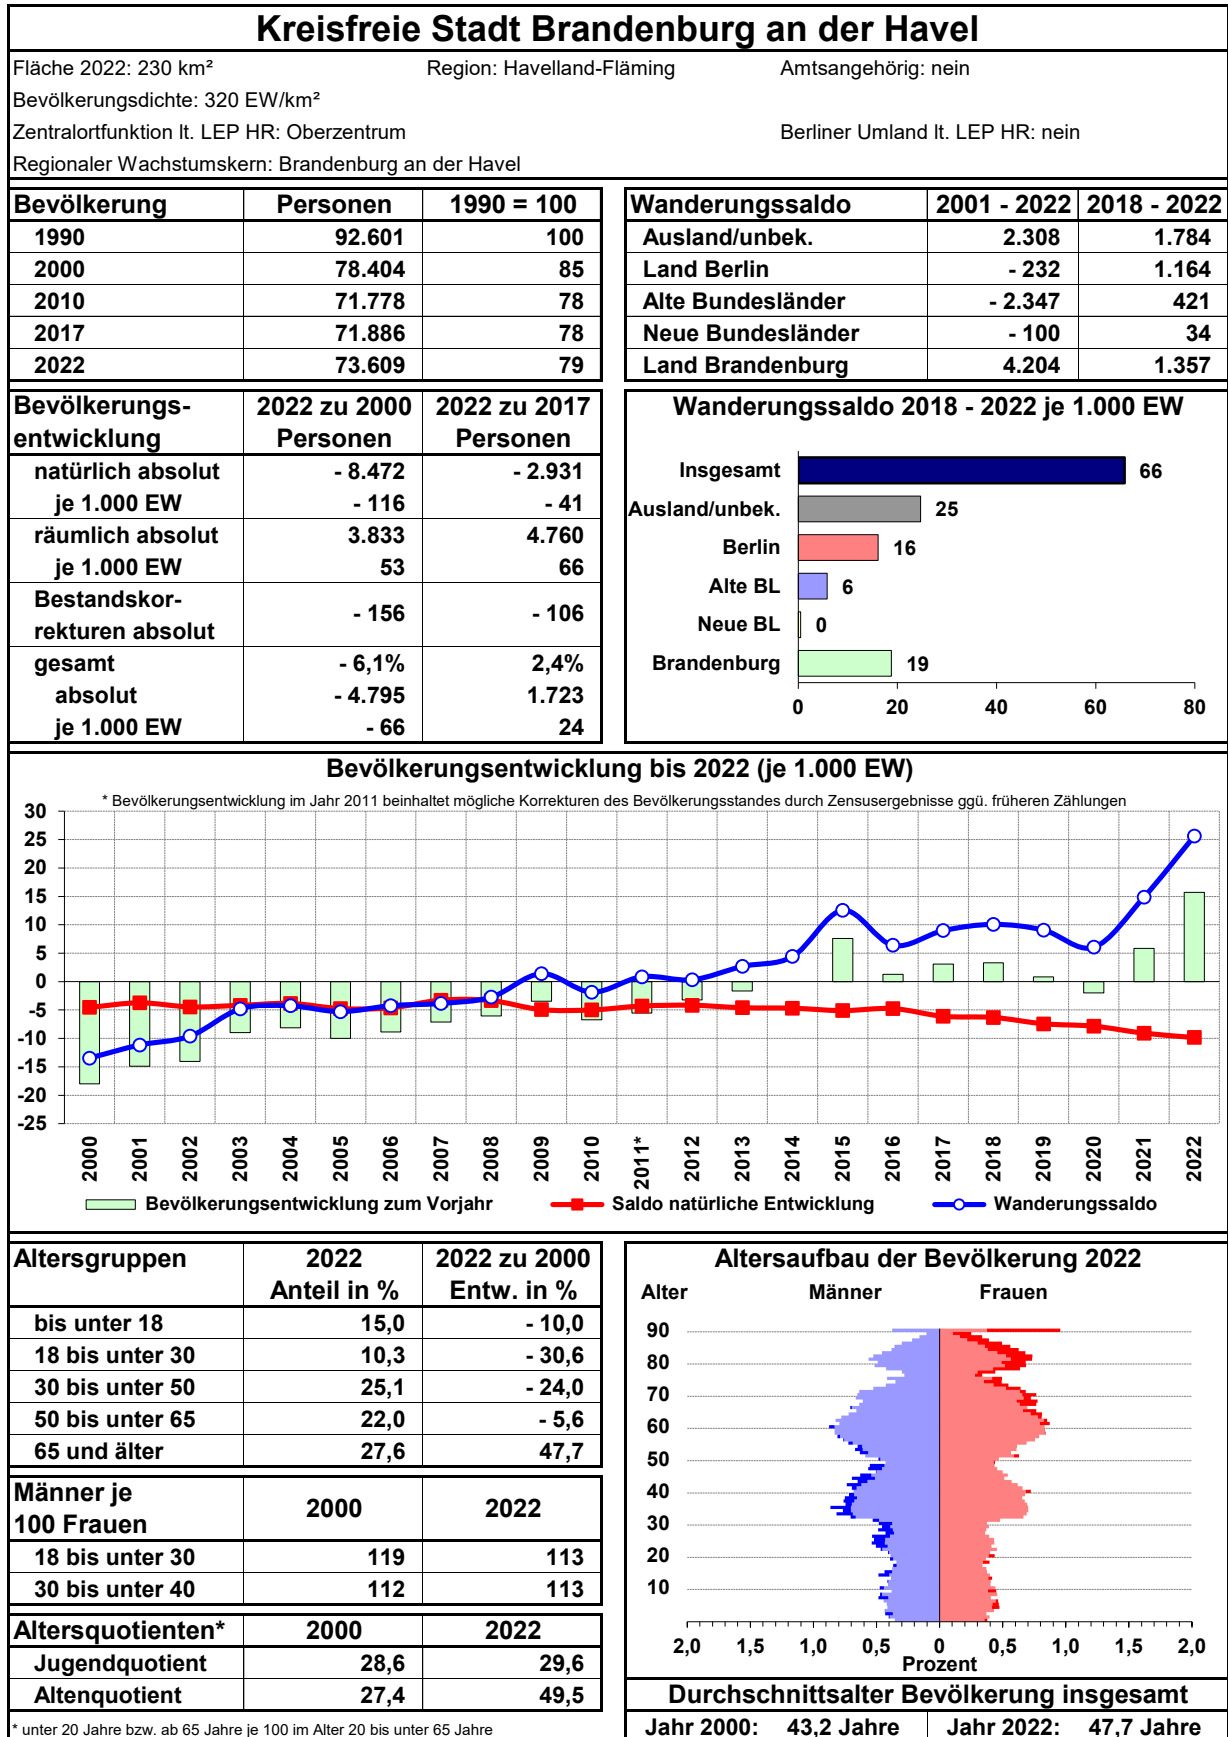 Kreisfreie Stadt Brandenburg an der Havel
Fläche 2022: 230 km² Region: Havelland-Fläming Amtsangehörig: nein
Bevölkerungsdichte: 320 EW/km²
Zentralortfunktion lt. LEP HR: Oberzentrum Berliner Umland lt. LEP HR: nein
Regionaler Wachstumskern: Brandenburg an der Havel
Bevölkerung Personen 1990 = 100
1990 92.601 100
2000 78.404 85
2010 71.778 78
2017 71.886 78
2022 73.609 79
Wanderungssaldo 2001 - 2022 2018 - 2022
Ausland/unbek. 2.308 1.784
Land Berlin - 232 1.164
Alte Bundesländer - 2.347 421
Neue Bundesländer - 100 34
Land Brandenburg 4.204 1.357
Bevölkerungs- 2022 zu 2000 2022 zu 2017
entwicklung Personen Personen
natürlich absolut - 8.472 - 2.931
je 1.000 EW - 116 - 41
räumlich absolut 3.833 4.760
je 1.000 EW 53 66
Bestandskor-
rekturen absolut - 156 - 106
gesamt - 6,1% 2,4%
absolut - 4.795 1.723
je 1.000 EW - 66 24
Wanderungssaldo 2018 - 2022 je 1.000 EW
Insgesamt 66
Ausland/unbek. 25
Berlin 16
Alte BL 6
Neue BL 0
Brandenburg 19
0 20 40 60 80
Bevölkerungsentwicklung bis 2022 (je 1.000 EW)
* Bevölkerungsentwicklung im Jahr 2011 beinhaltet mögliche Korrekturen des Bevölkerungsstandes durch Zensusergebnisse ggü. früheren Zählungen
30
25
20
15
10
5
0
-5
-10
-15
-20
-25
2000 2001 2002 2003 2004 2005 2006 2007 2008 2009 2010 2011* 2012 2013 2014 2015 2016 2017 2018 2019 2020 2021 2022
Bevölkerungsentwicklung zum Vorjahr Saldo natürliche Entwicklung Wanderungssaldo
Altersgruppen 2022 2022 zu 2000
Anteil in % Entw. in %
bis unter 18 15,0 - 10,0
18 bis unter 30 10,3 - 30,6
30 bis unter 50 25,1 - 24,0
50 bis unter 65 22,0 - 5,6
65 und älter 27,6 47,7
Männer je
100 Frauen 2000 2022
18 bis unter 30 119 113
30 bis unter 40 112 113
Altersquotienten* 2000 2022
Jugendquotient 28,6 29,6
Altenquotient 27,4 49,5
* unter 20 Jahre bzw. ab 65 Jahre je 100 im Alter 20 bis unter 65 Jahre
Altersaufbau der Bevölkerung 2022
Alter Männer Frauen
90
80
70
60
50
40
30
20
10
2,0 1,5 1,0 0,5 0 0,5 1,0 1,5 2,0
Prozent
Durchschnittsalter Bevölkerung insgesamt
Jahr 2000: 43,2 Jahre Jahr 2022: 47,7 Jahre